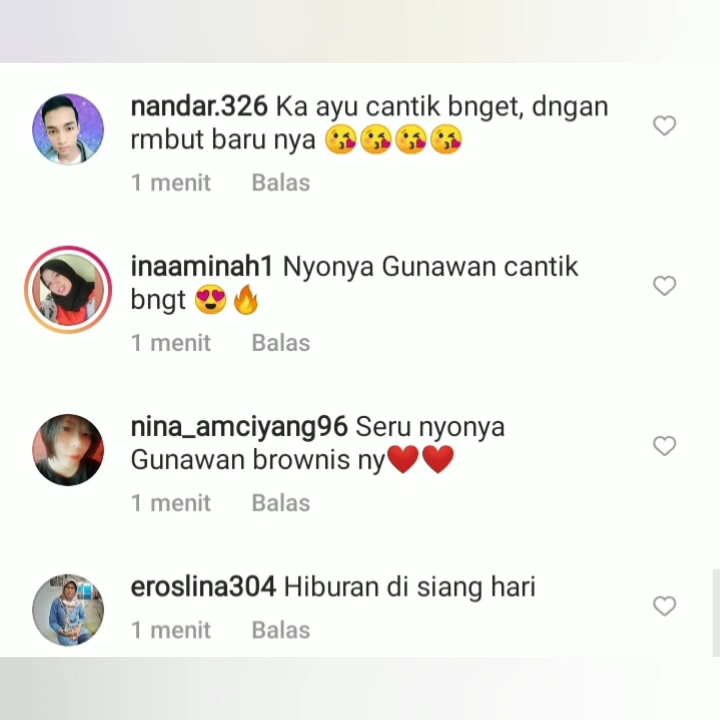 nandar.326 Ka ayu cantik bnget, dngan
rmbut baru nya 😘😘😘😘
1 menit Balas
inaaminah1 Nyonya Gunawan cantik
bngt 😍🔥
1 menit Balas
nina_amciyang96 Seru nyonya
Gunawan brownis ny❤️❤️
1 menit Balas
eroslina304 Hiburan di siang hari
1 menit Balas